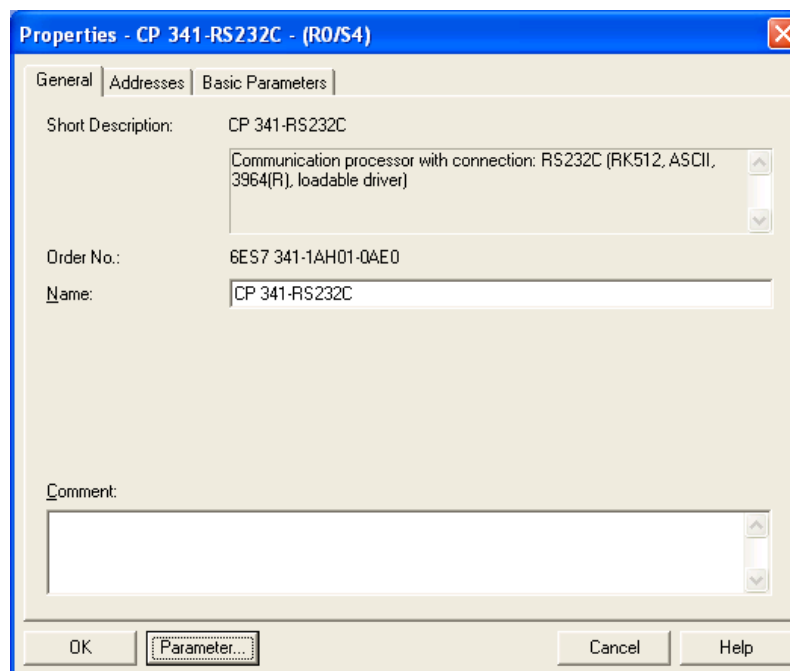 Properties - CP 341-RS232C - (R0/S4)
General Addresses Basic Parameters
Short Description: CP 341-RS232C
Communication processor with connection: RS232C (RK512, ASCII,
3964(R), loadable driver)
Order No.: 6ES7 341-1AH01-0AE0
Name: CP 341-RS232C
Comment:
OK Parameter... Cancel Help